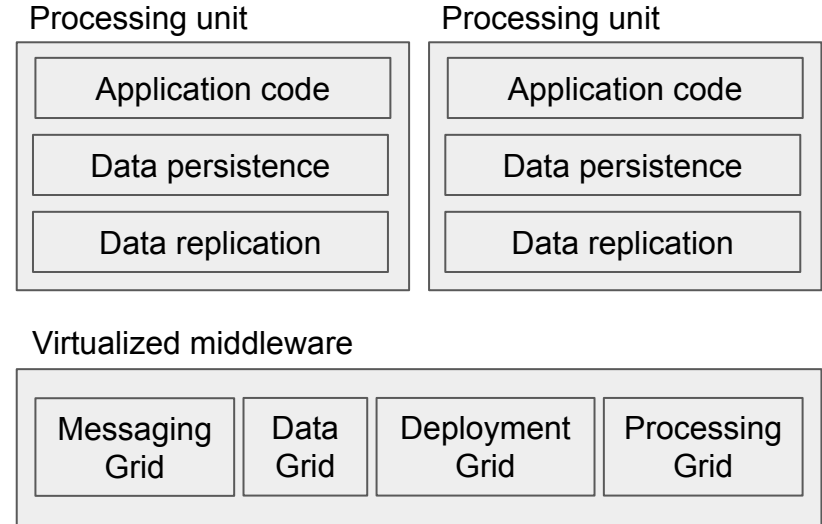 Processing unit
Application code
Data persistence
Data replication
Processing unit
Application code
Data persistence
Data replication
Virtualized middleware
Messaging
Grid
Data
Grid
Deployment
Grid
Processing
Grid